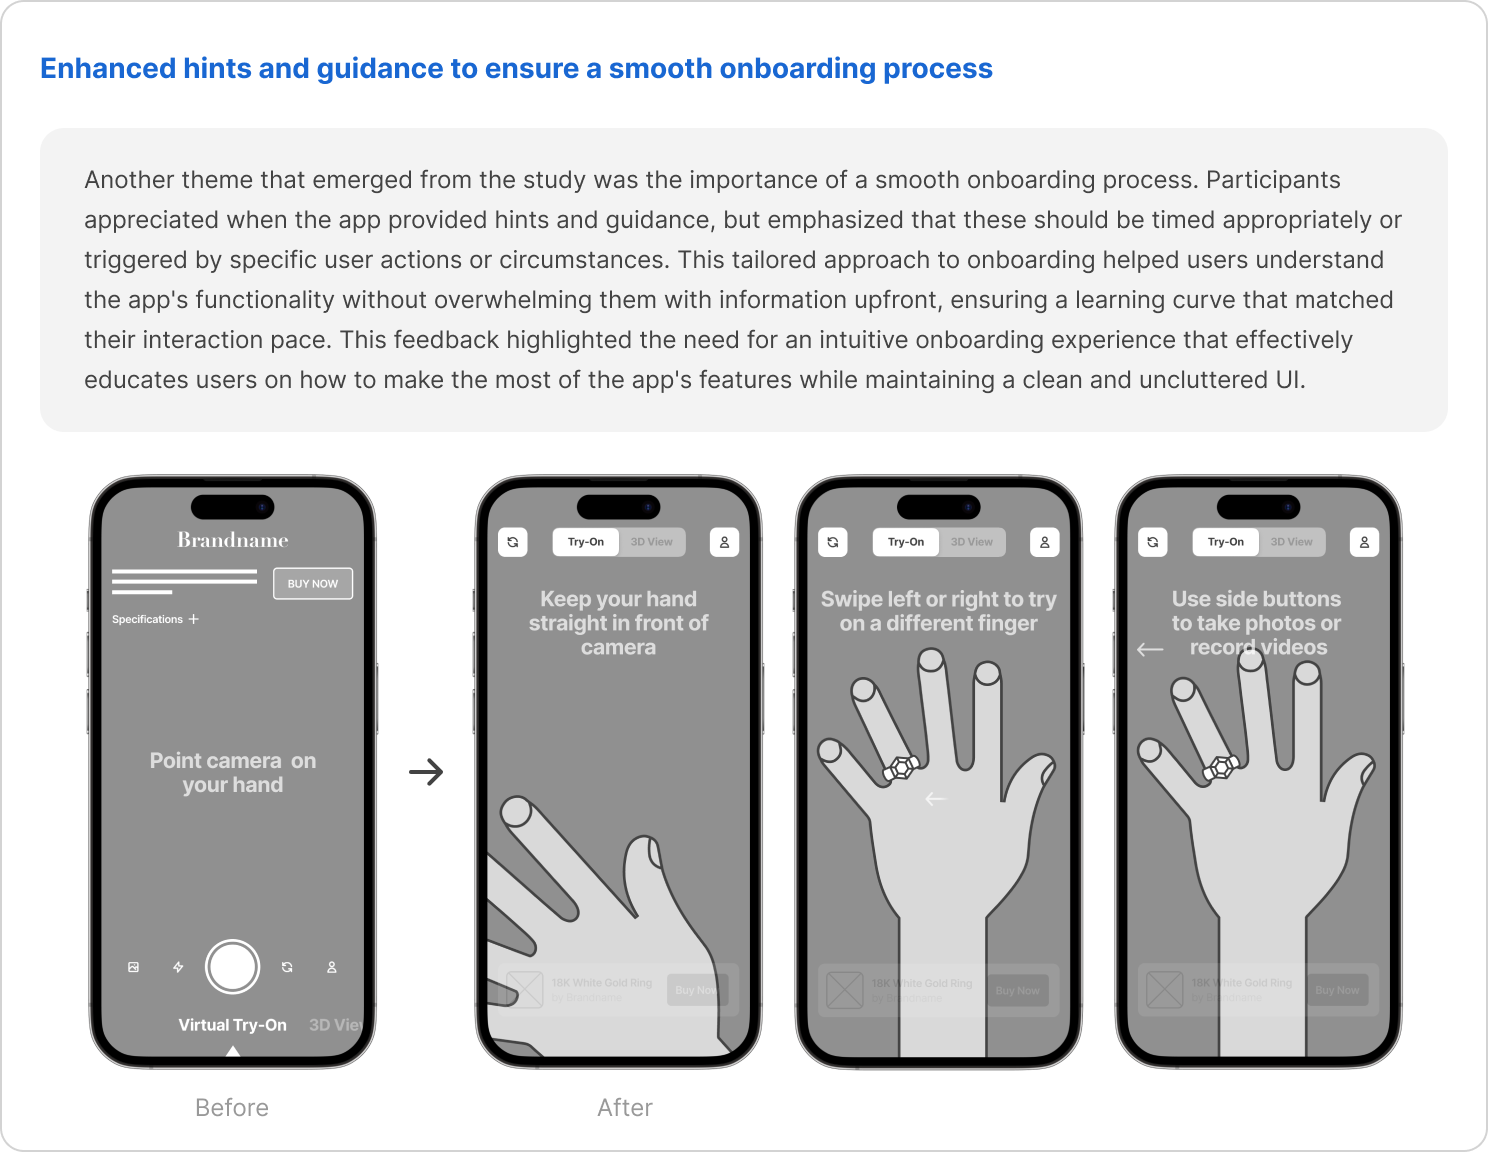 Enhanced hints and guidance to ensure a smooth onboarding process
Another theme that emerged from the study was the importance of a smooth onboarding process. Participants
appreciated when the app provided hints and guidance, but emphasized that these should be timed appropriately or
triggered by specific user actions or circumstances. This tailored approach to onboarding helped users understand
the app's functionality without overwhelming them with information upfront, ensuring a learning curve that matched
their interaction pace. This feedback highlighted the need for an intuitive onboarding experience that effectively
educates users on how to make the most of the app's features while maintaining a clean and uncluttered UI.
Brandname
BUY NOW
Specifications +
Point camera on
your hand
Virtual Try-On 3D View
Before
Try-On 3D View
Keep your hand
straight in front of
camera
18K White Gold Ring
by Brandname
Buy Now
After
Try-On 3D View
Swipe left or right to try
on a different finger
18K White Gold Ring
by Brandname
Buy Now
Try-On 3D View
Use side buttons
to take photos or
record videos
18K White Gold Ring
by Brandname
Buy Now